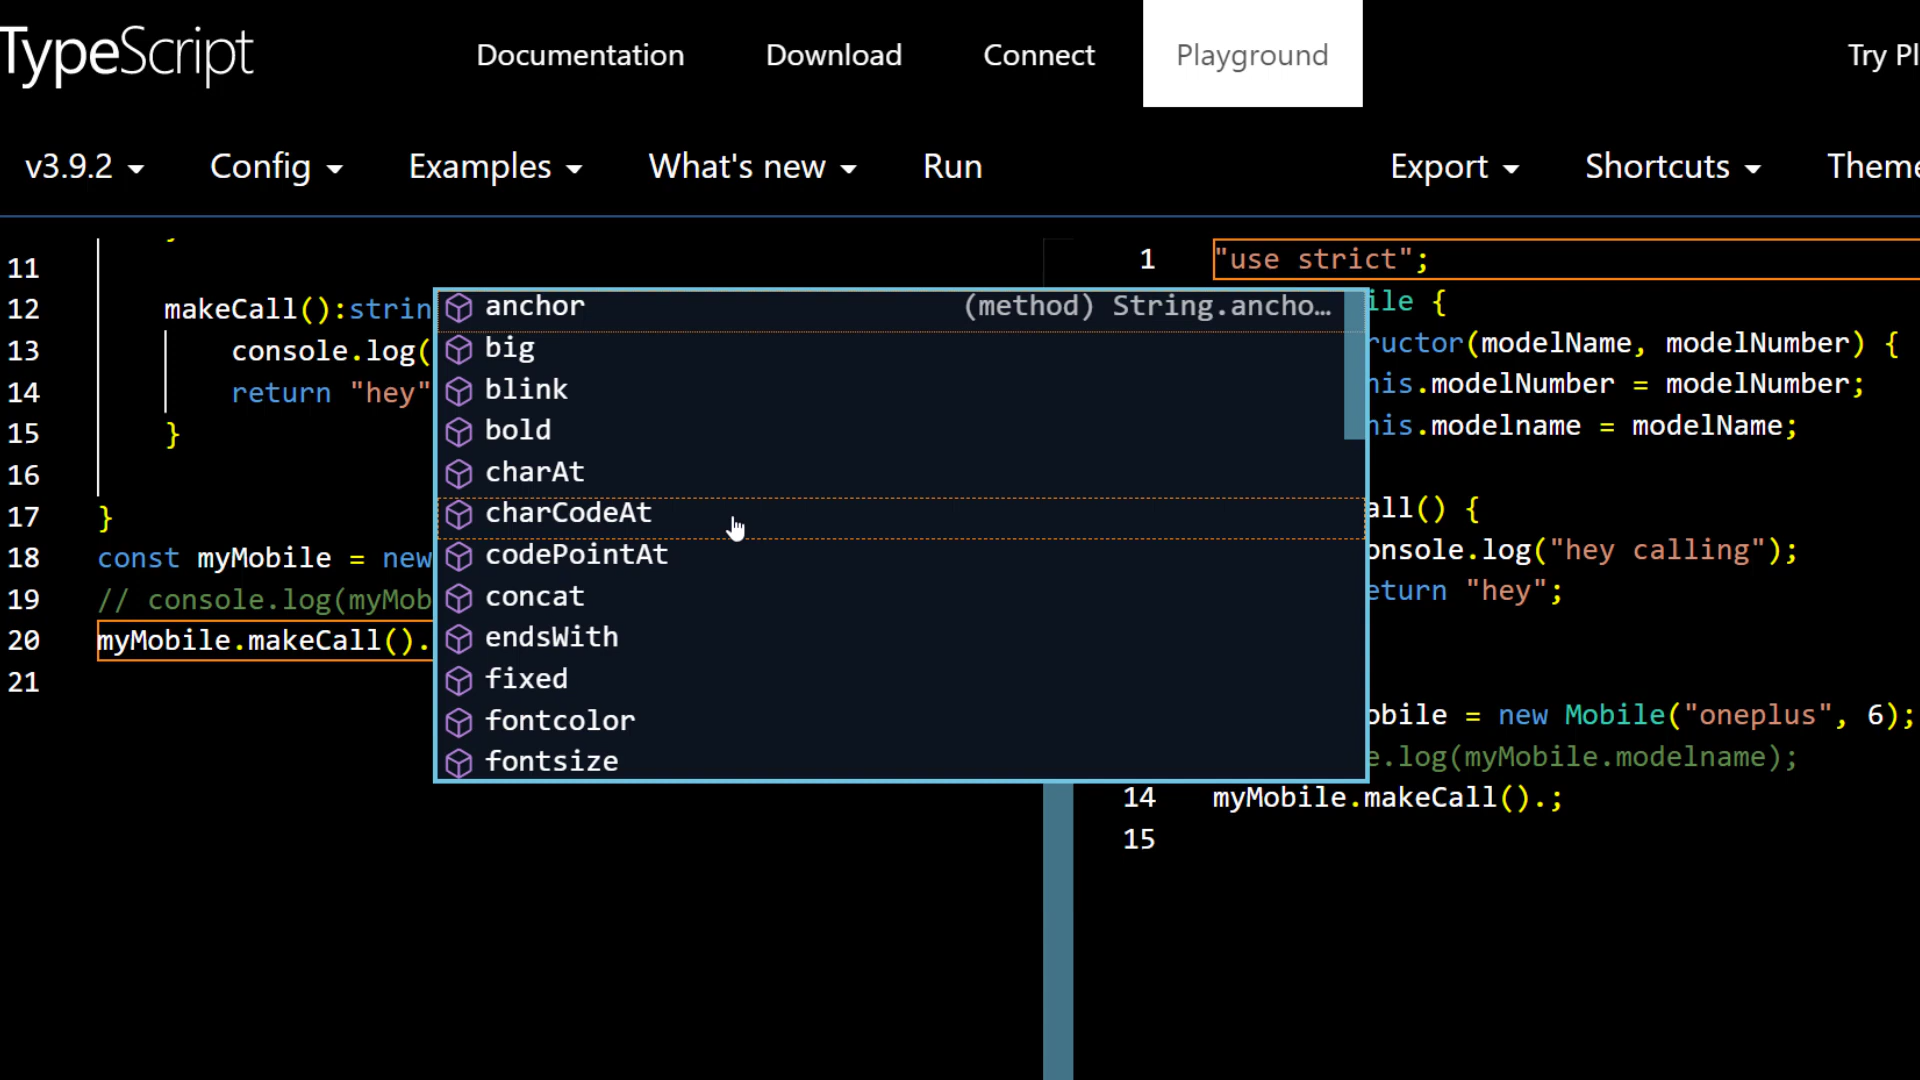 TypeScript
Documentation Download Connect Playground Try Pl
v3.9.2 Config Examples What's new Run Export Shortcuts Theme
11
12 makeCall():strin
13 console.log(
14 return "hey"
15 }
16
17 }
18 const myMobile = new
19 // console.log(myMob
20 myMobile.makeCall().
21
anchor (method) String.ancho…
big
blink
bold
charAt
charCodeAt
codePointAt
concat
endsWith
fixed
fontcolor
fontsize
1 "use strict";
ile {
ructor(modelName, modelNumber) {
his.modelNumber = modelNumber;
his.modelname = modelName;
all() {
onsole.log("hey calling");
eturn "hey";
obile = new Mobile("oneplus", 6);
e.log(myMobile.modelname);
14 myMobile.makeCall().;
15